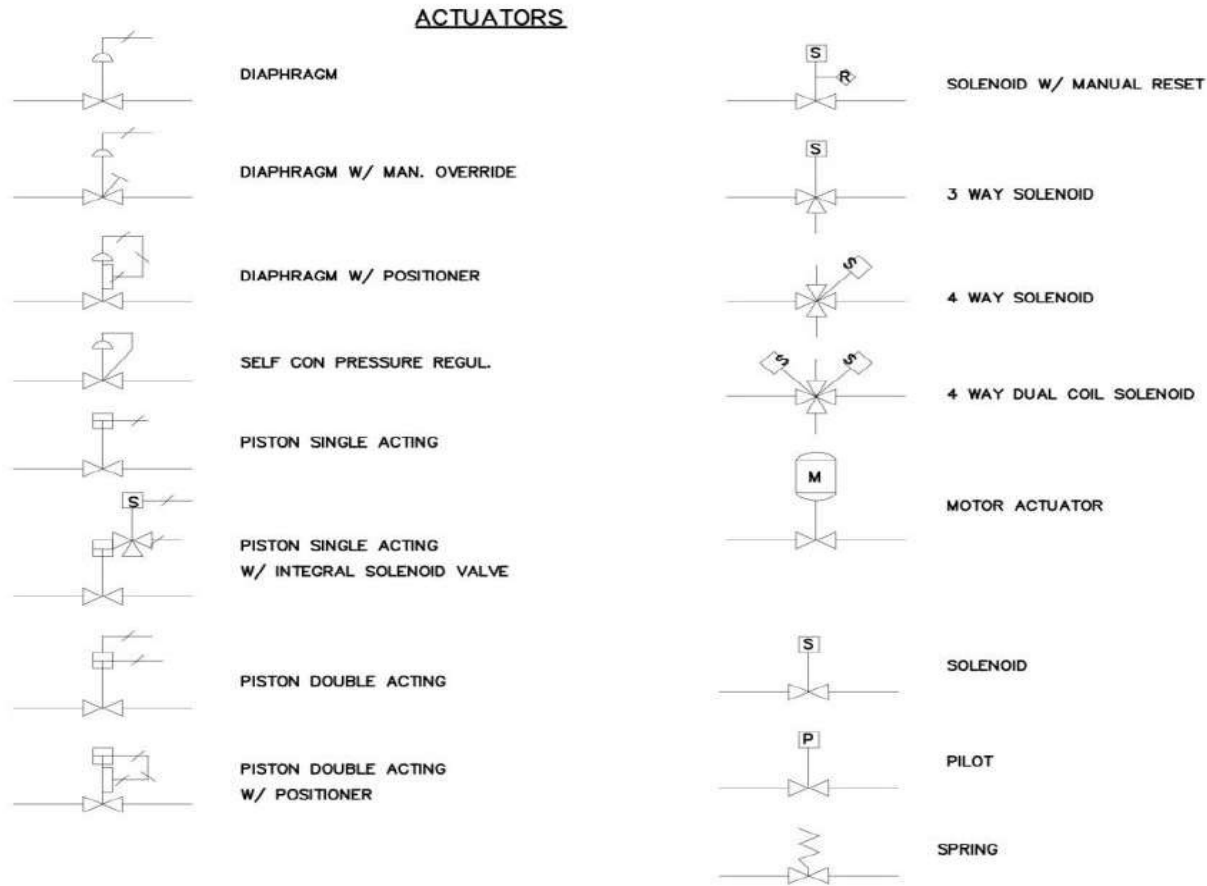 ACTUATORS
DIAPHRAGM
DIAPHRAGM W/ MAN. OVERRIDE
DIAPHRAGM W/ POSITIONER
SELF CON PRESSURE REGUL.
PISTON SINGLE ACTING
S
PISTON SINGLE ACTING
W/ INTEGRAL SOLENOID VALVE
PISTON DOUBLE ACTING
PISTON DOUBLE ACTING
W/ POSITIONER
S
R
SOLENOID W/ MANUAL RESET
S
3 WAY SOLENOID
S
4 WAY SOLENOID
S
S
4 WAY DUAL COIL SOLENOID
M
MOTOR ACTUATOR
S
SOLENOID
P
PILOT
SPRING